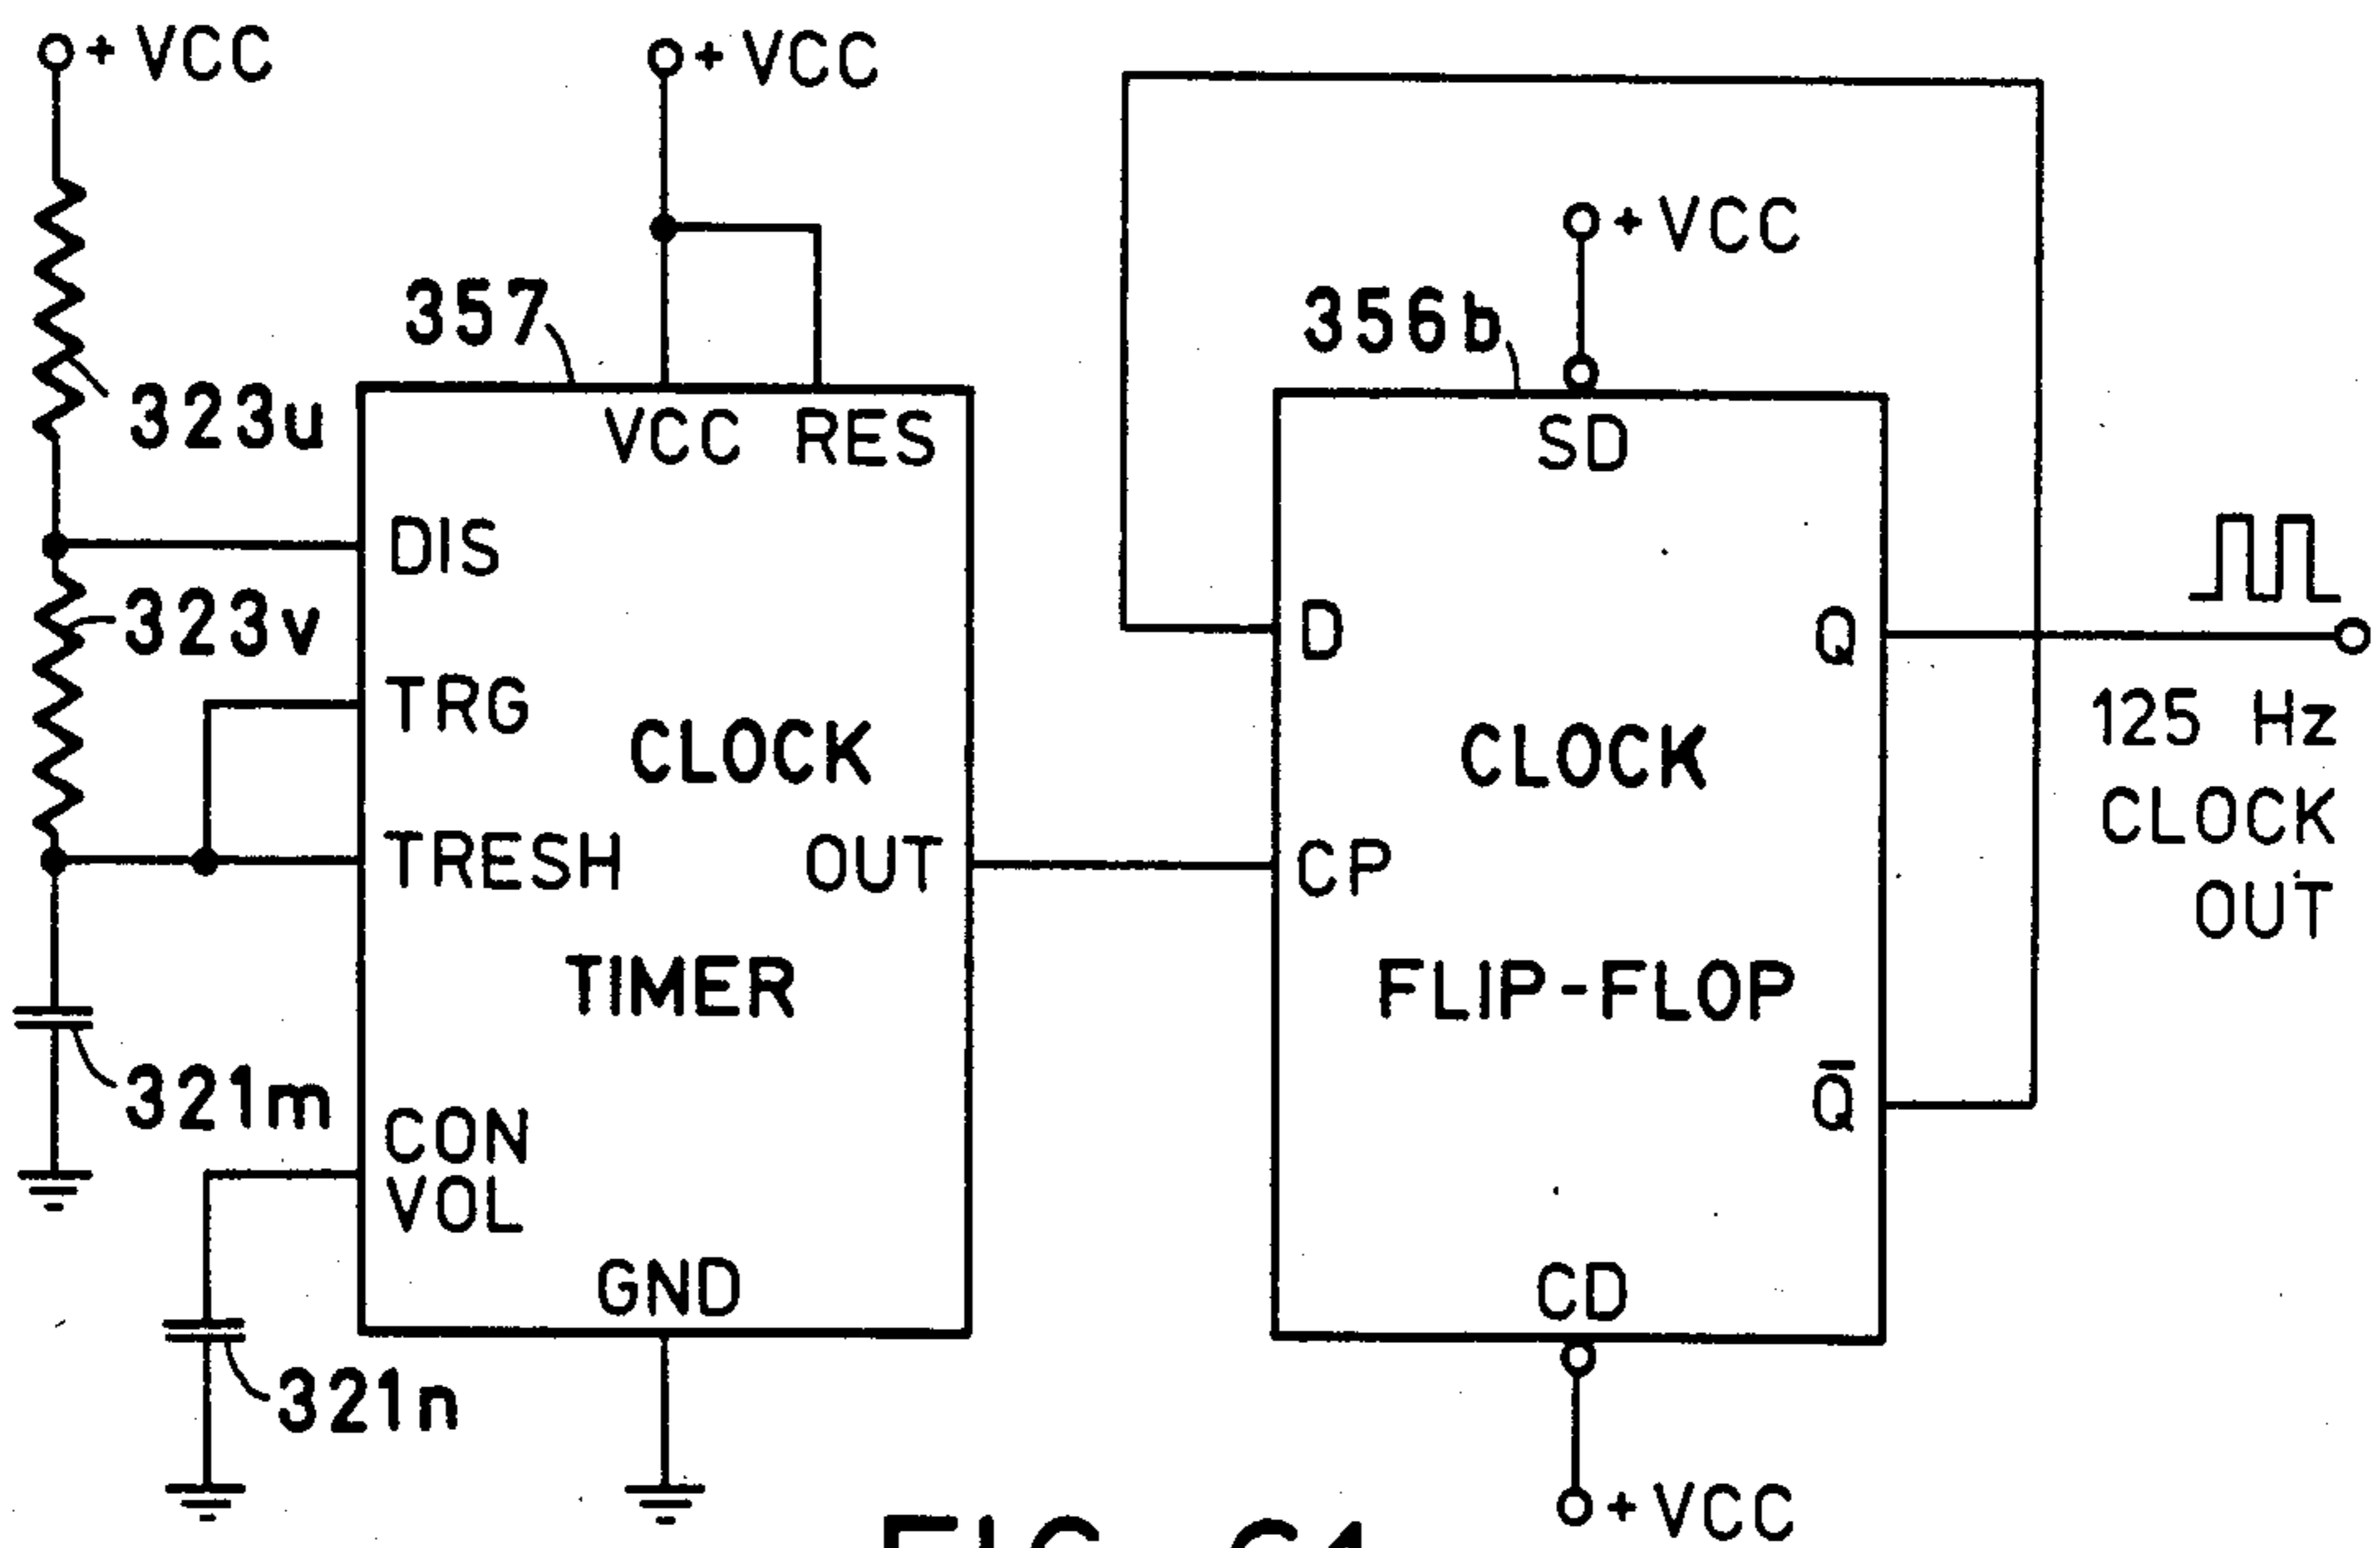 + VCC
+ VCC
+ VCC
357
356b
323u
VCC RES
SD
DIS
323v
D
Q
TRG
CLOCK
CLOCK
125 Hz
CLOCK
OUT
TRESH
OUT
CP
TIMER
FLIP-FLOP
321m
CON
VOL
Q̄
GND
CD
321n
+ VCC